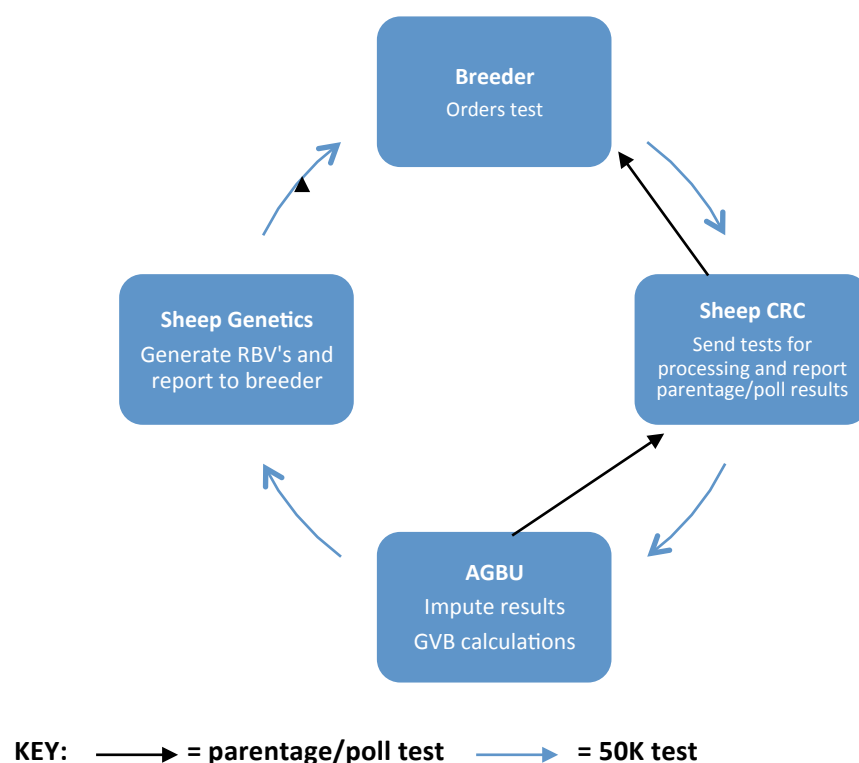 Breeder
Orders test
Sheep Genetics
Generate RBV's and
report to breeder
Sheep CRC
Send tests for
processing and report
parentage/poll results
AGBU
Impute results
GVB calculations
KEY: = parentage/poll test = 50K test